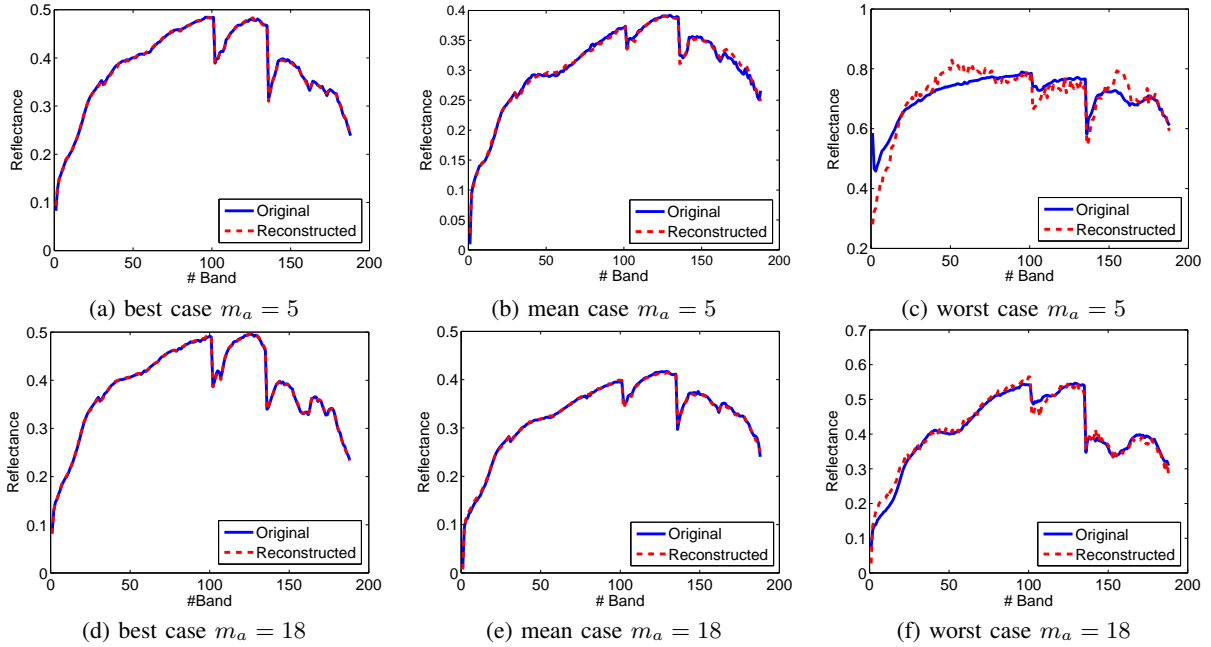 0.5
0.4
0.3
0.2
0.1
0
Reflectance
0 50 100 150 200
# Band
Original
Reconstructed
(a) best case m_a = 5
0.4
0.35
0.3
0.25
0.2
0.15
0.1
0.05
0
Reflectance
0 50 100 150 200
# Band
Original
Reconstructed
(b) mean case m_a = 5
1
0.8
0.6
0.4
0.2
Reflectance
0 50 100 150 200
# Band
Original
Reconstructed
(c) worst case m_a = 5
0.5
0.4
0.3
0.2
0.1
0
Reflectance
0 50 100 150 200
#Band
Original
Reconstructed
(d) best case m_a = 18
0.5
0.4
0.3
0.2
0.1
0
Reflectance
0 50 100 150 200
# Band
Original
Reconstructed
(e) mean case m_a = 18
0.7
0.6
0.5
0.4
0.3
0.2
0.1
0
Reflectance
0 50 100 150 200
# Band
Original
Reconstructed
(f) worst case m_a = 18